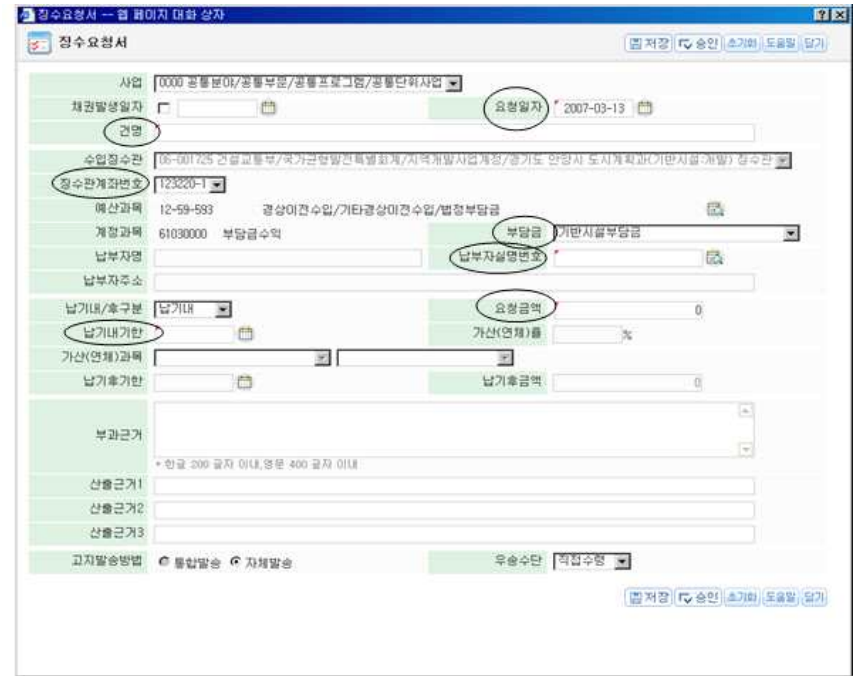 징수요청서 -- 웹 페이지 대화 상자
징수요청서 저장 승인 초기화 도움말 닫기
사업 0000 공통분야/공통부문/공통프로그램/공통단위사업
채권발생일자 요청일자 2007-03-13
건명
수입징수관 06-001725 건설교통부/국가균형발전특별회계/지역개발사업계정/경기도 안양시 도시계획과(기반시설:개발) 징수관
징수관계좌번호 123220-1
예산과목 12-59-593 경상이전수입/기타경상이전수입/법정부담금
계정과목 61030000 부담금수익 부담금 기반시설부담금
납부자명 납부자실명번호
납부자주소
납기내/후구분 납기내 요청금액 0
납기내기한 가산(연체)율 %
가산(연체)과목
납기후기한 납기후금액 0
부과근거
* 한글 200 글자 이내,영문 400 글자 이내
산출근거1
산출근거2
산출근거3
고지발송방법 통합발송 자체발송 우송수단 직접수령
저장 승인 초기화 도움말 닫기